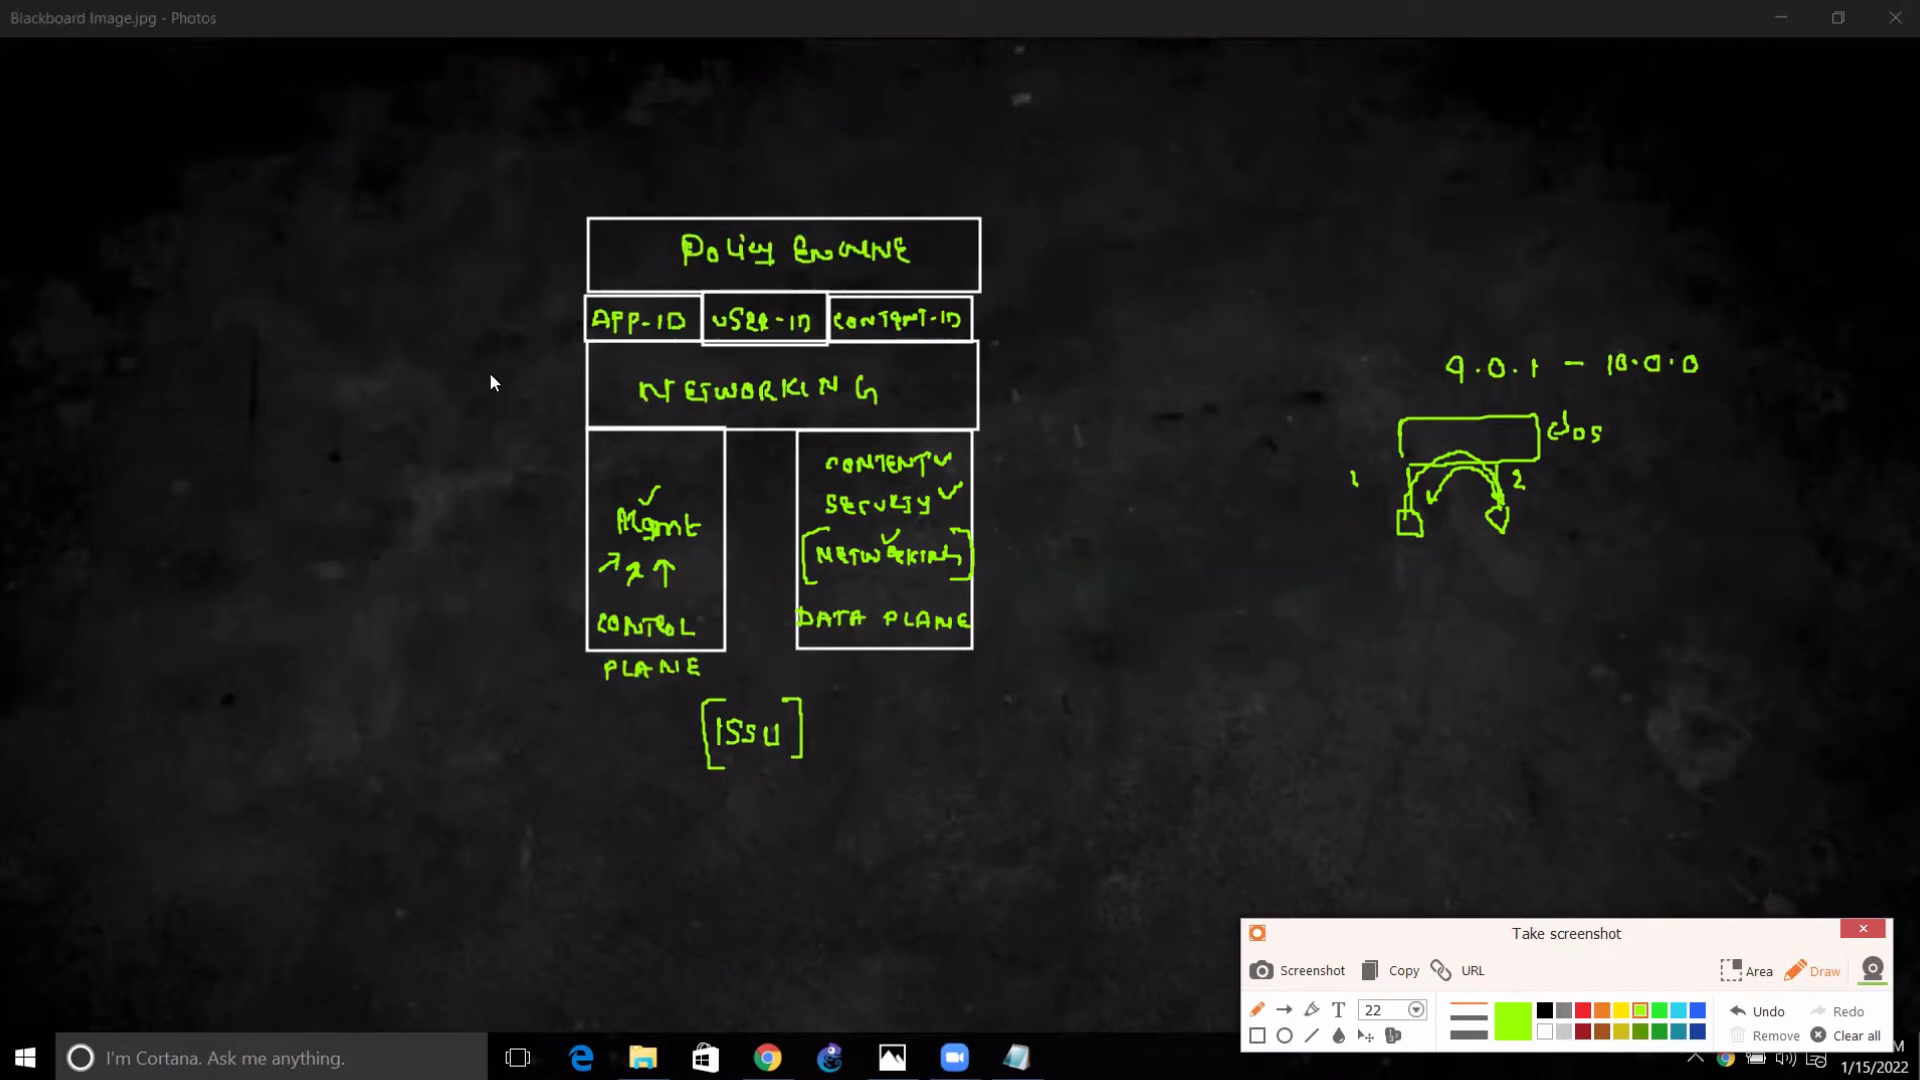 Blackboard Image.jpg - Photos
Policy ENGINE
APP-ID USER-ID CONTENT-ID
NETWORKING
9.0.1 - 10.0.0
1
2
CONTENT
SECURITY
Mgmt
NETWORKING
CONTROL
PLANE
DATA PLANE
[ISSU]
Take screenshot
Screenshot Copy URL Area Draw
22
Undo Redo
Remove Clear all
I'm Cortana. Ask me anything.
1/15/2022